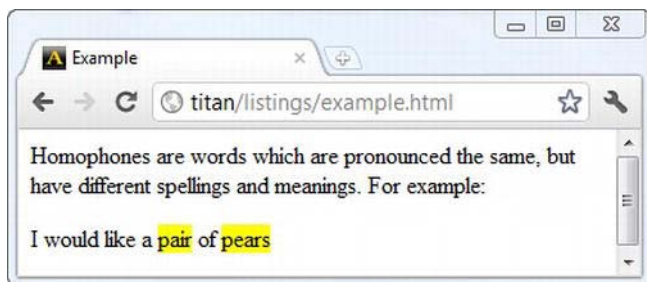 Example
titan/listings/example.html
Homophones are words which are pronounced the same, but
have different spellings and meanings. For example:
I would like a pair of pears